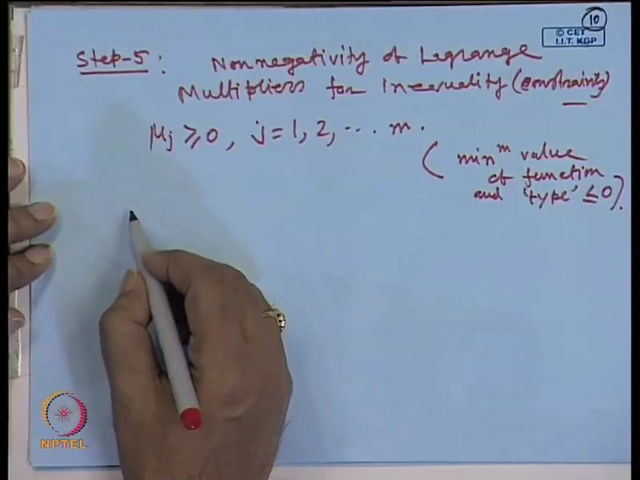 10
© CET
I.I.T. KGP
Step-5: Nonnegativity of Lagrange
Multipliers for Inequality (constraints)
μj ≥ 0, j = 1, 2, ... m.
(minᵐ value
of function
and 'type' ≤ 0).
NPTEL